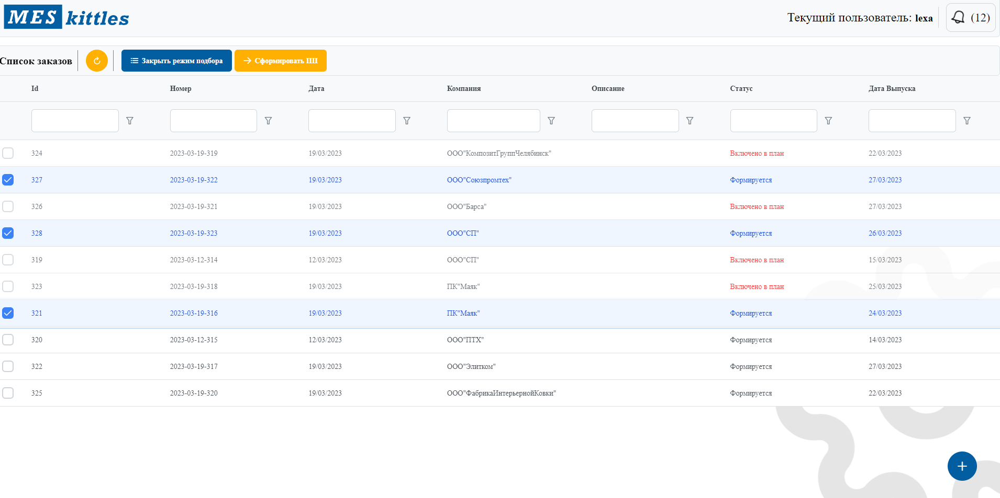 MES kittles
Текущий пользователь: lexa
(12)
Список заказов
Закрыть режим подбора
Сформировать ПП
Id Номер Дата Компания Описание Статус Дата Выпуска
324 2023-03-19-319 19/03/2023 ООО"КомпозитГруппЧелябинск" Включено в план 22/03/2023
327 2023-03-19-322 19/03/2023 ООО"Союзпромтех" Формируется 27/03/2023
326 2023-03-19-321 19/03/2023 ООО"Барса" Включено в план 27/03/2023
328 2023-03-19-323 19/03/2023 ООО"СП" Формируется 26/03/2023
319 2023-03-12-314 12/03/2023 ООО"СП" Включено в план 15/03/2023
323 2023-03-19-318 19/03/2023 ПК"Маяк" Включено в план 25/03/2023
321 2023-03-19-316 19/03/2023 ПК"Маяк" Формируется 24/03/2023
320 2023-03-12-315 12/03/2023 ООО"ПТХ" Формируется 14/03/2023
322 2023-03-19-317 19/03/2023 ООО"Элитком" Формируется 27/03/2023
325 2023-03-19-320 19/03/2023 ООО"ФабрикаИнтерьернойКовки" Формируется 22/03/2023